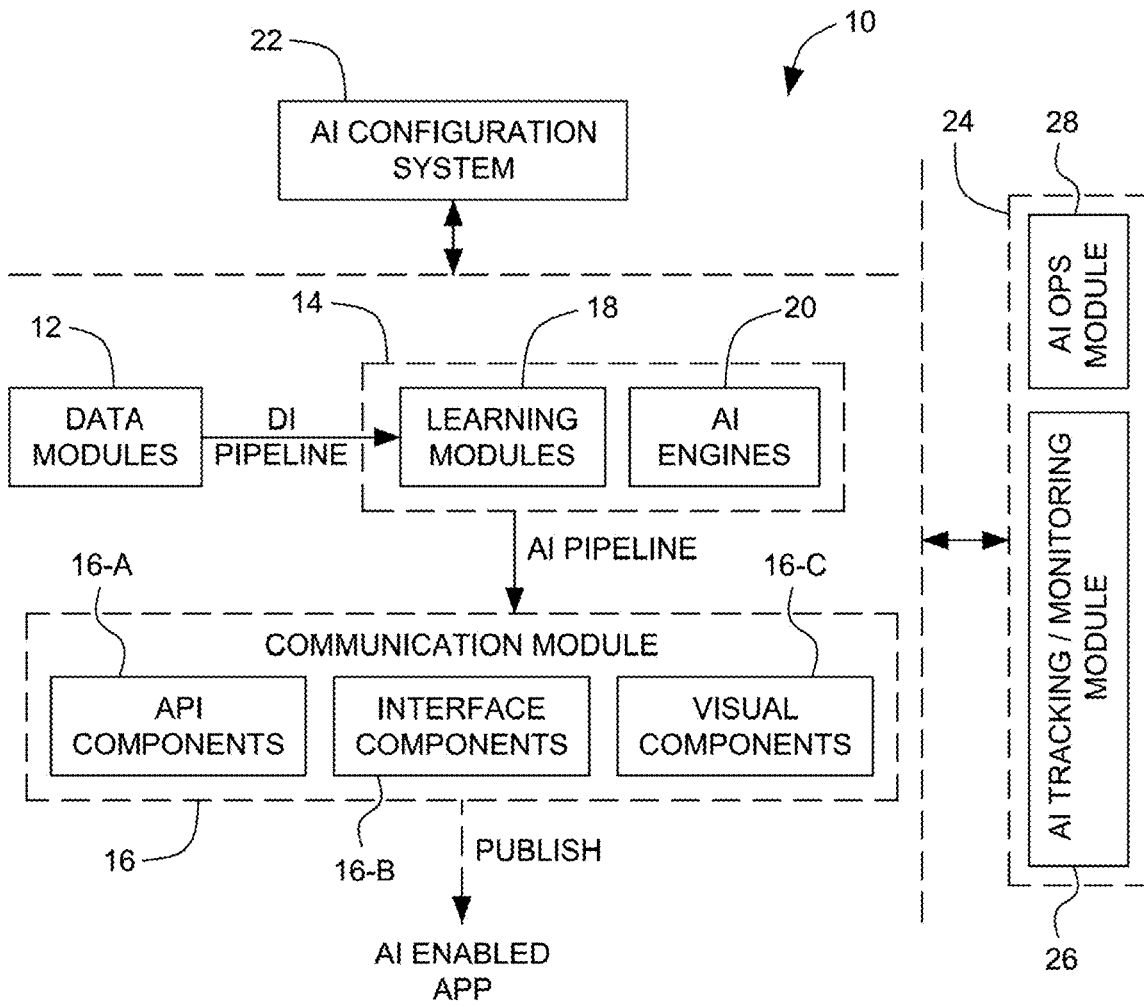 10
22
AI CONFIGURATION
SYSTEM
24
28
AI OPS
MODULE
12
14
18
20
DATA
MODULES
DI
PIPELINE
LEARNING
MODULES
AI
ENGINES
AI PIPELINE
16-A
16-C
COMMUNICATION MODULE
API
COMPONENTS
INTERFACE
COMPONENTS
VISUAL
COMPONENTS
16
16-B
PUBLISH
AI ENABLED
APP
AI TRACKING / MONITORING
MODULE
26